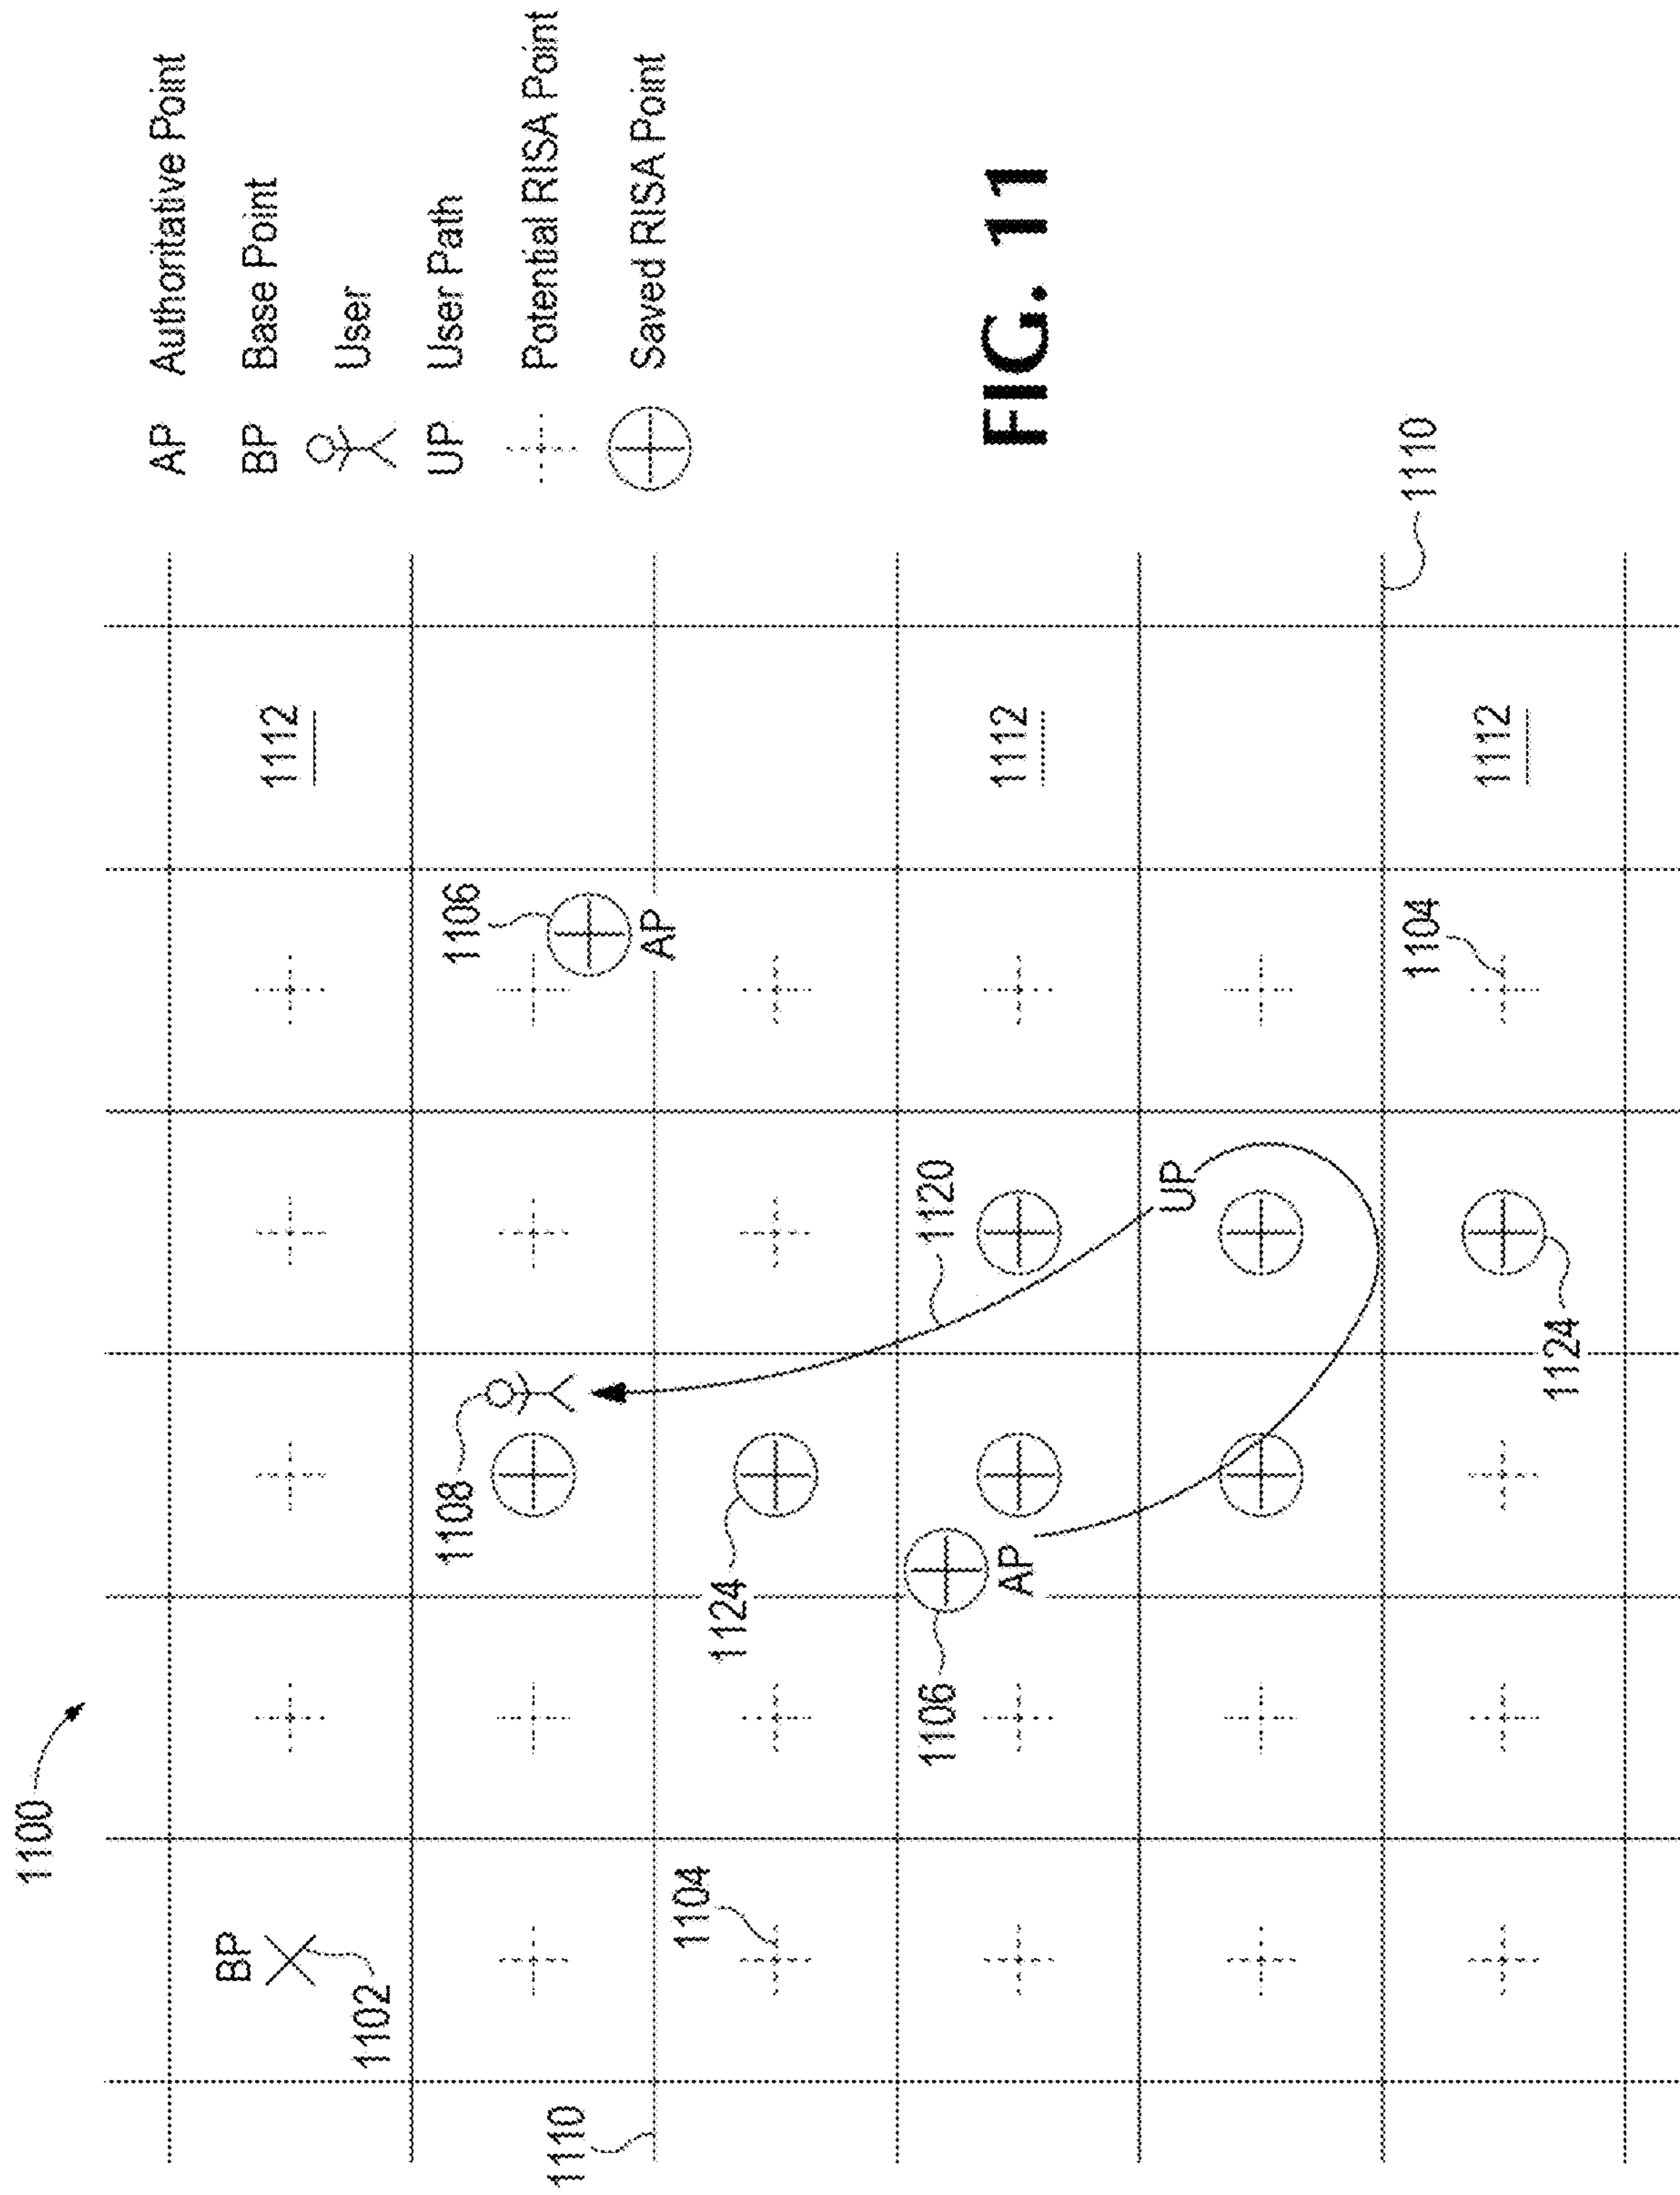 1100
BP
1112
1102
1108
1106
1110
AP
1104
1124
1106
1120
AP
1112
UP
1104
1110
1112
1124
AP Authoritative Point
BP Base Point
User
UP User Path
Potential RISA Point
Saved RISA Point
FIG. 11